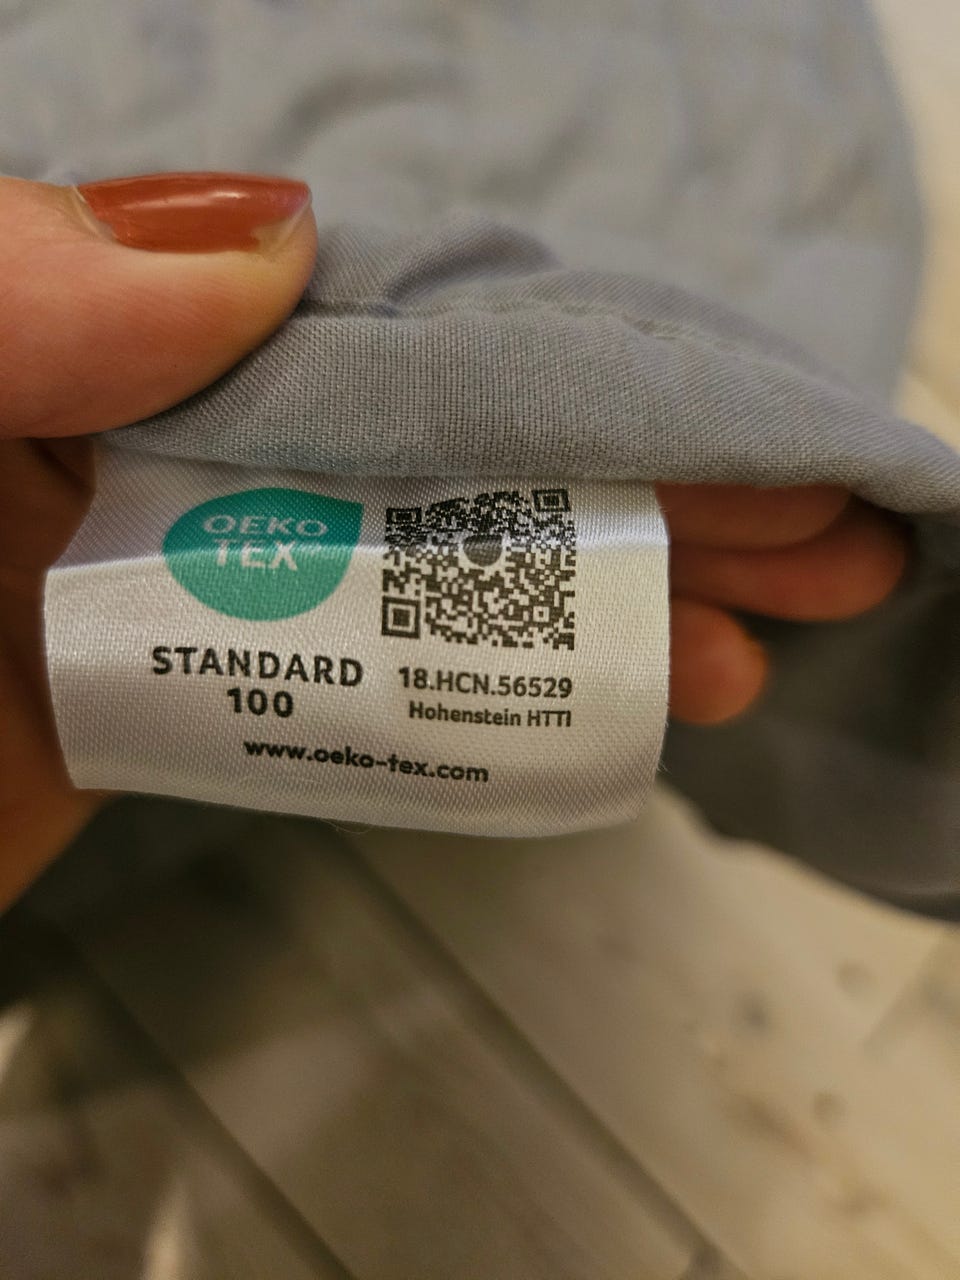 OEKO
TEX
STANDARD
100
18.HCN.56529
Hohenstein HTTI
www.oeko-tex.com